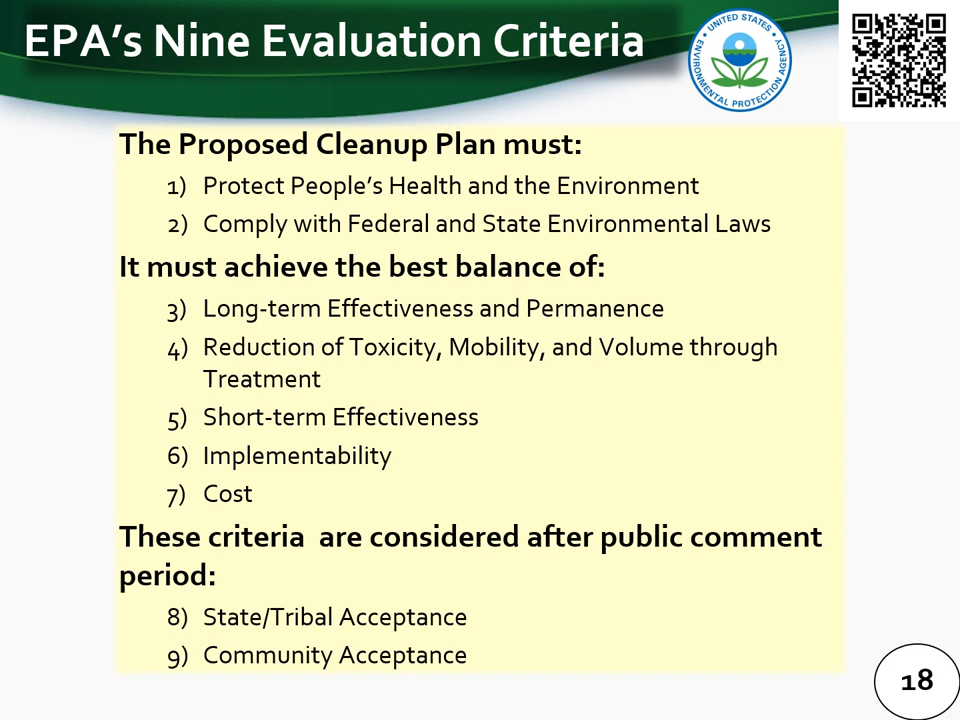 EPA’s Nine Evaluation Criteria
UNITED STATES
ENVIRONMENTAL PROTECTION AGENCY
The Proposed Cleanup Plan must:
1) Protect People’s Health and the Environment
2) Comply with Federal and State Environmental Laws
It must achieve the best balance of:
3) Long-term Effectiveness and Permanence
4) Reduction of Toxicity, Mobility, and Volume through
Treatment
5) Short-term Effectiveness
6) Implementability
7) Cost
These criteria  are considered after public comment
period:
8) State/Tribal Acceptance
9) Community Acceptance
18